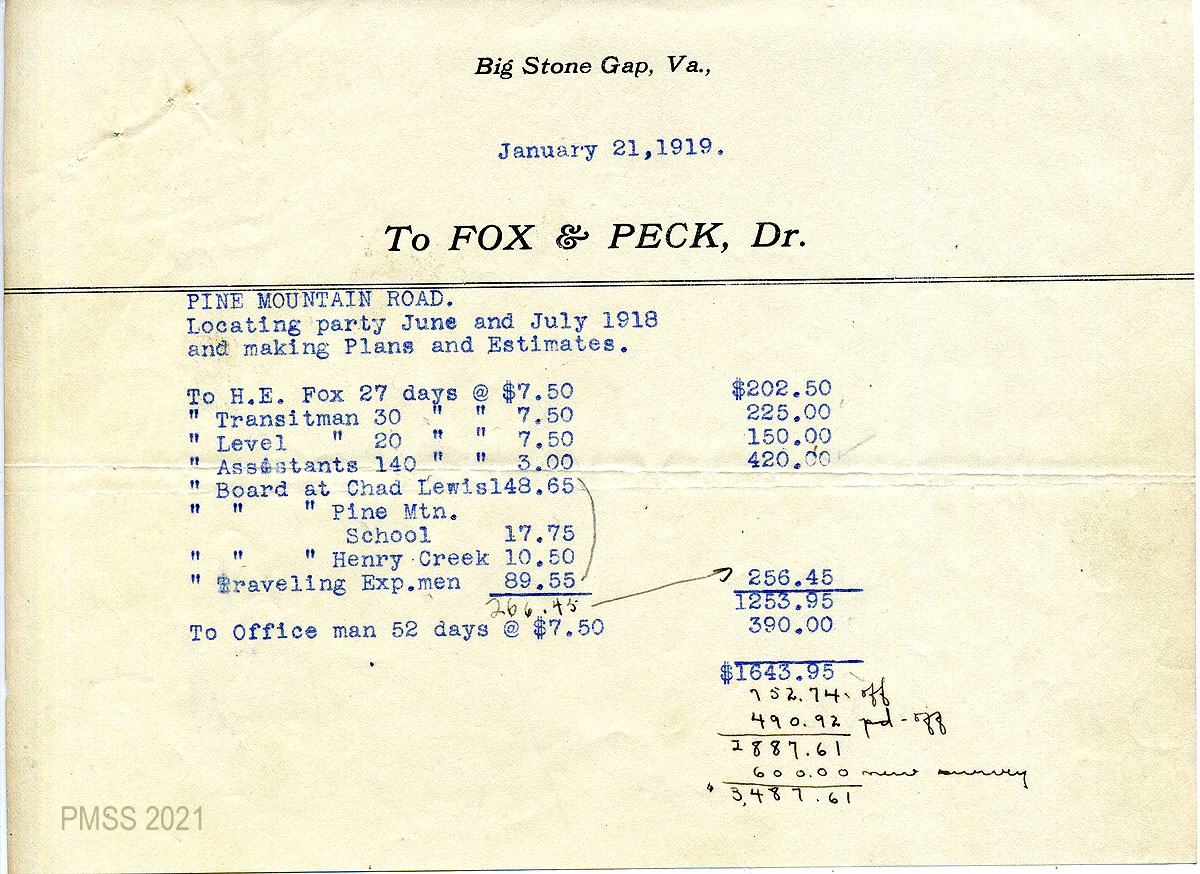 Big Stone Gap, Va.,
January 21,1919.
To FOX & PECK, Dr.
PINE MOUNTAIN ROAD.
Locating party June and July 1918
and making Plans and Estimates.
To H.E. Fox 27 days @ $7.50 $202.50
" Transitman 30 " " 7.50 225.00
" Level " 20 " " 7.50 150.00
" Assistants 140 " " 3.00 420.00
" Board at Chad Lewis148.65
" " " Pine Mtn.
School 17.75
" " " Henry Creek 10.50
" Traveling Exp.men 89.55 256.45
266.45 1253.95
To Office man 52 days @ $7.50 390.00
$1643.95
752.74 off
490.92 pd - off
2887.61
600.00 new survey
$ 3,487.61
PMSS 2021